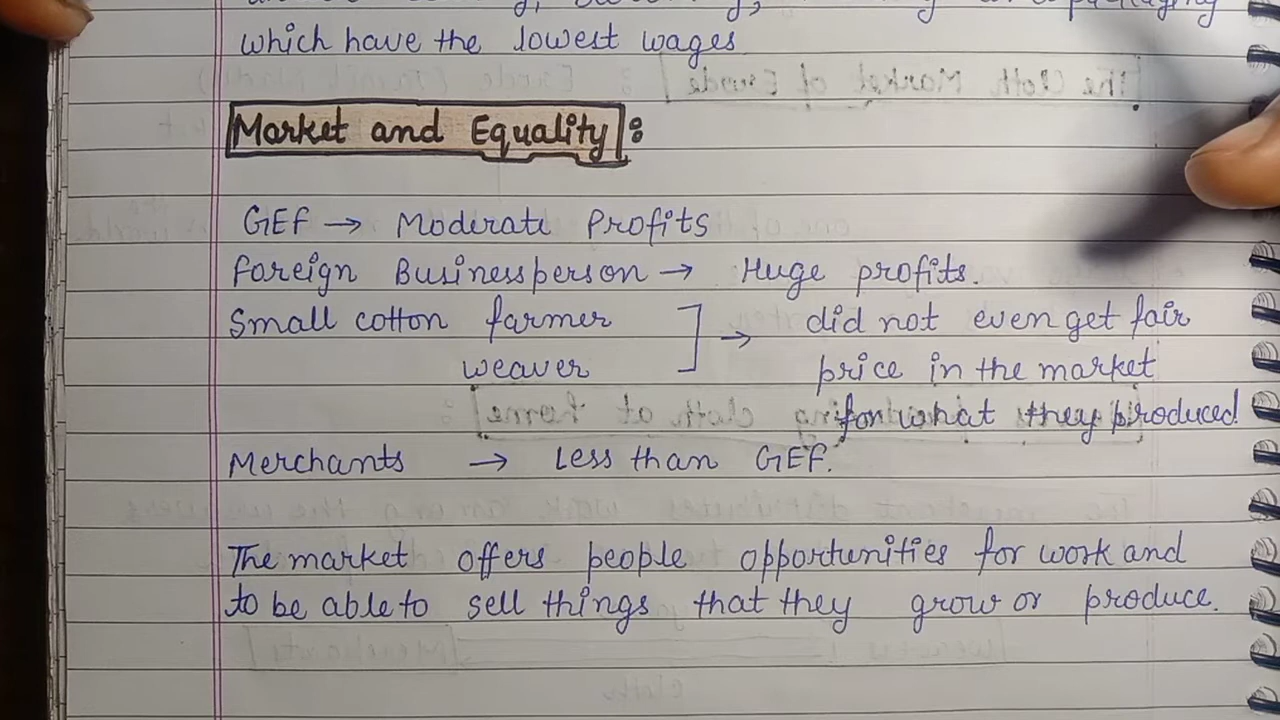 which have the lowest wages
Market and Equality:
GEF → Moderate Profits
Foreign Businessperson → Huge profits.
Small cotton farmer ] → did not even get fair
weaver price in the market
for what they produced
Merchants → Less than GEF.
The market offers people opportunities for work and
to be able to sell things that they grow or produce.